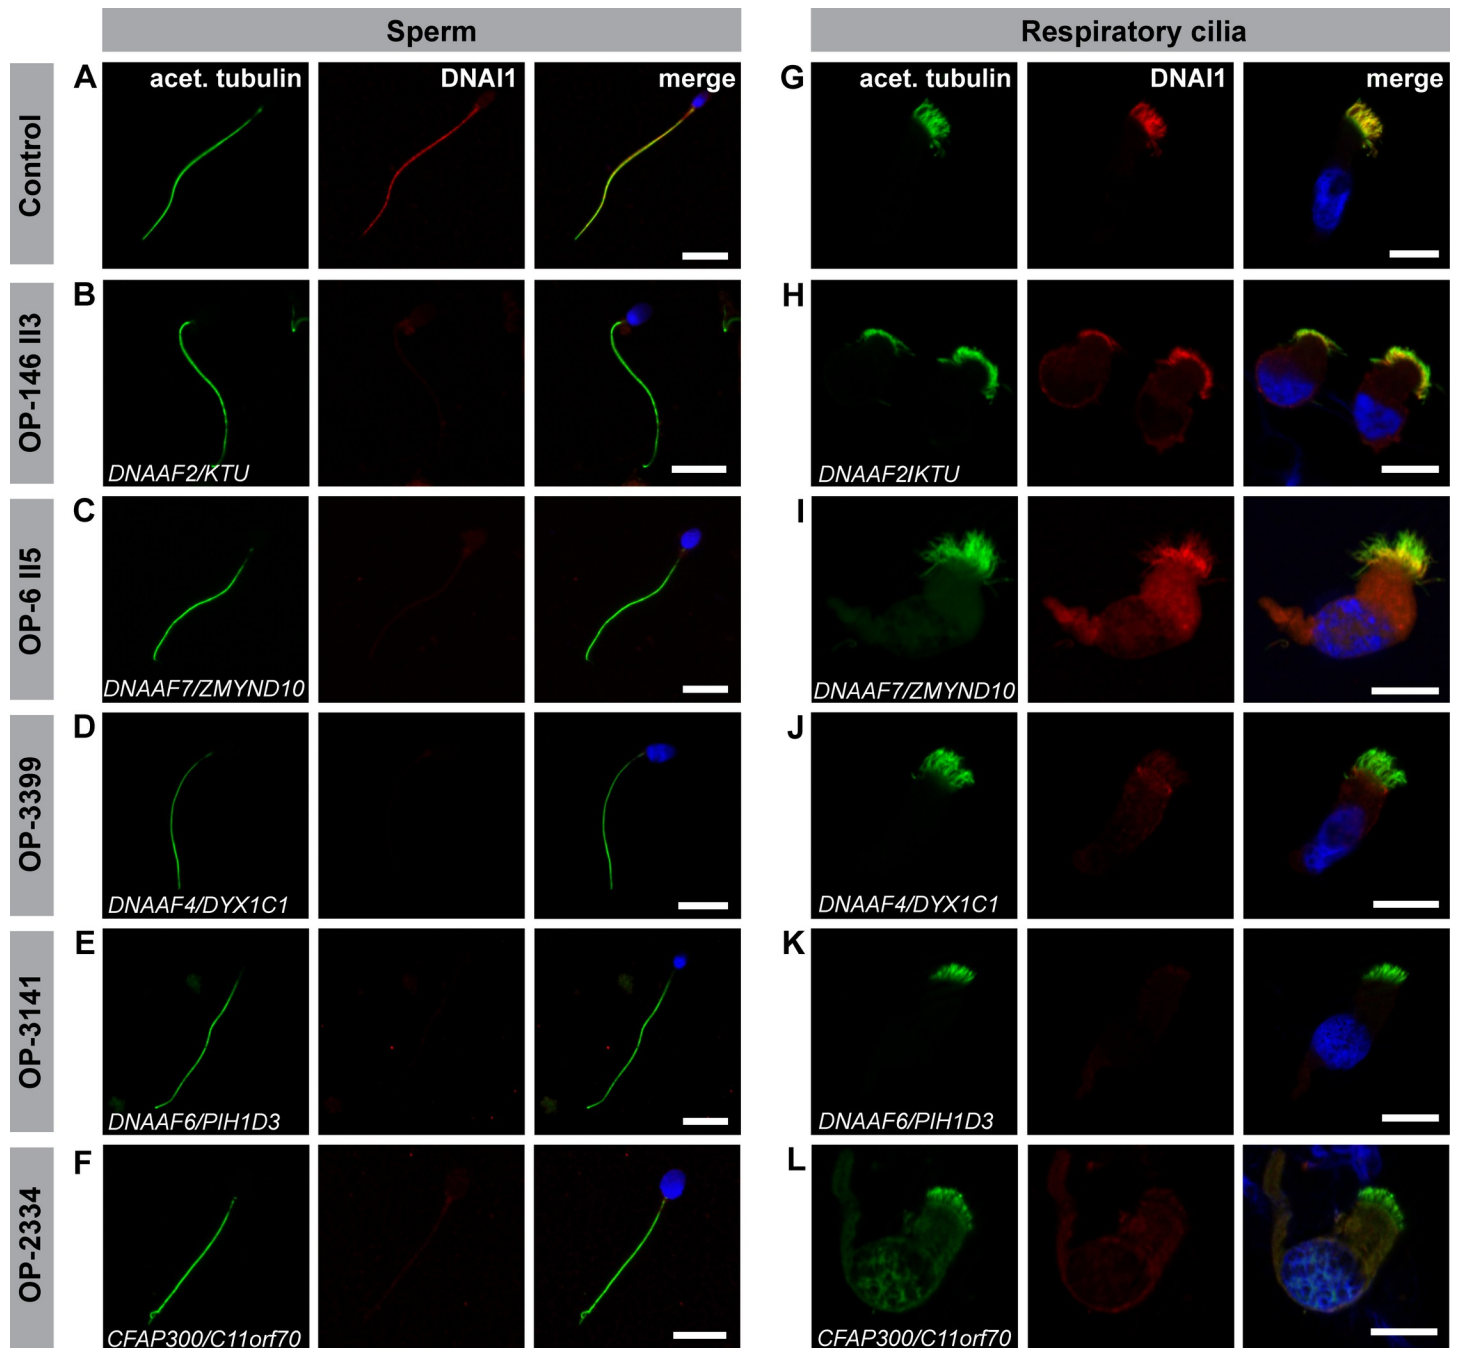 Sperm
Respiratory cilia
Control
A
acet. tubulin
DNAI1
merge
G
acet. tubulin
DNAI1
merge
OP-146 II3
B
DNAAF2/KTU
H
DNAAF2IKTU
OP-6 II5
C
DNAAF7/ZMYND10
I
DNAAF7/ZMYND10
OP-3399
D
DNAAF4/DYX1C1
J
DNAAF4/DYX1C1
OP-3141
E
DNAAF6/PIH1D3
K
DNAAF6/PIH1D3
OP-2334
F
CFAP300/C11orf70
L
CFAP300/C11orf70